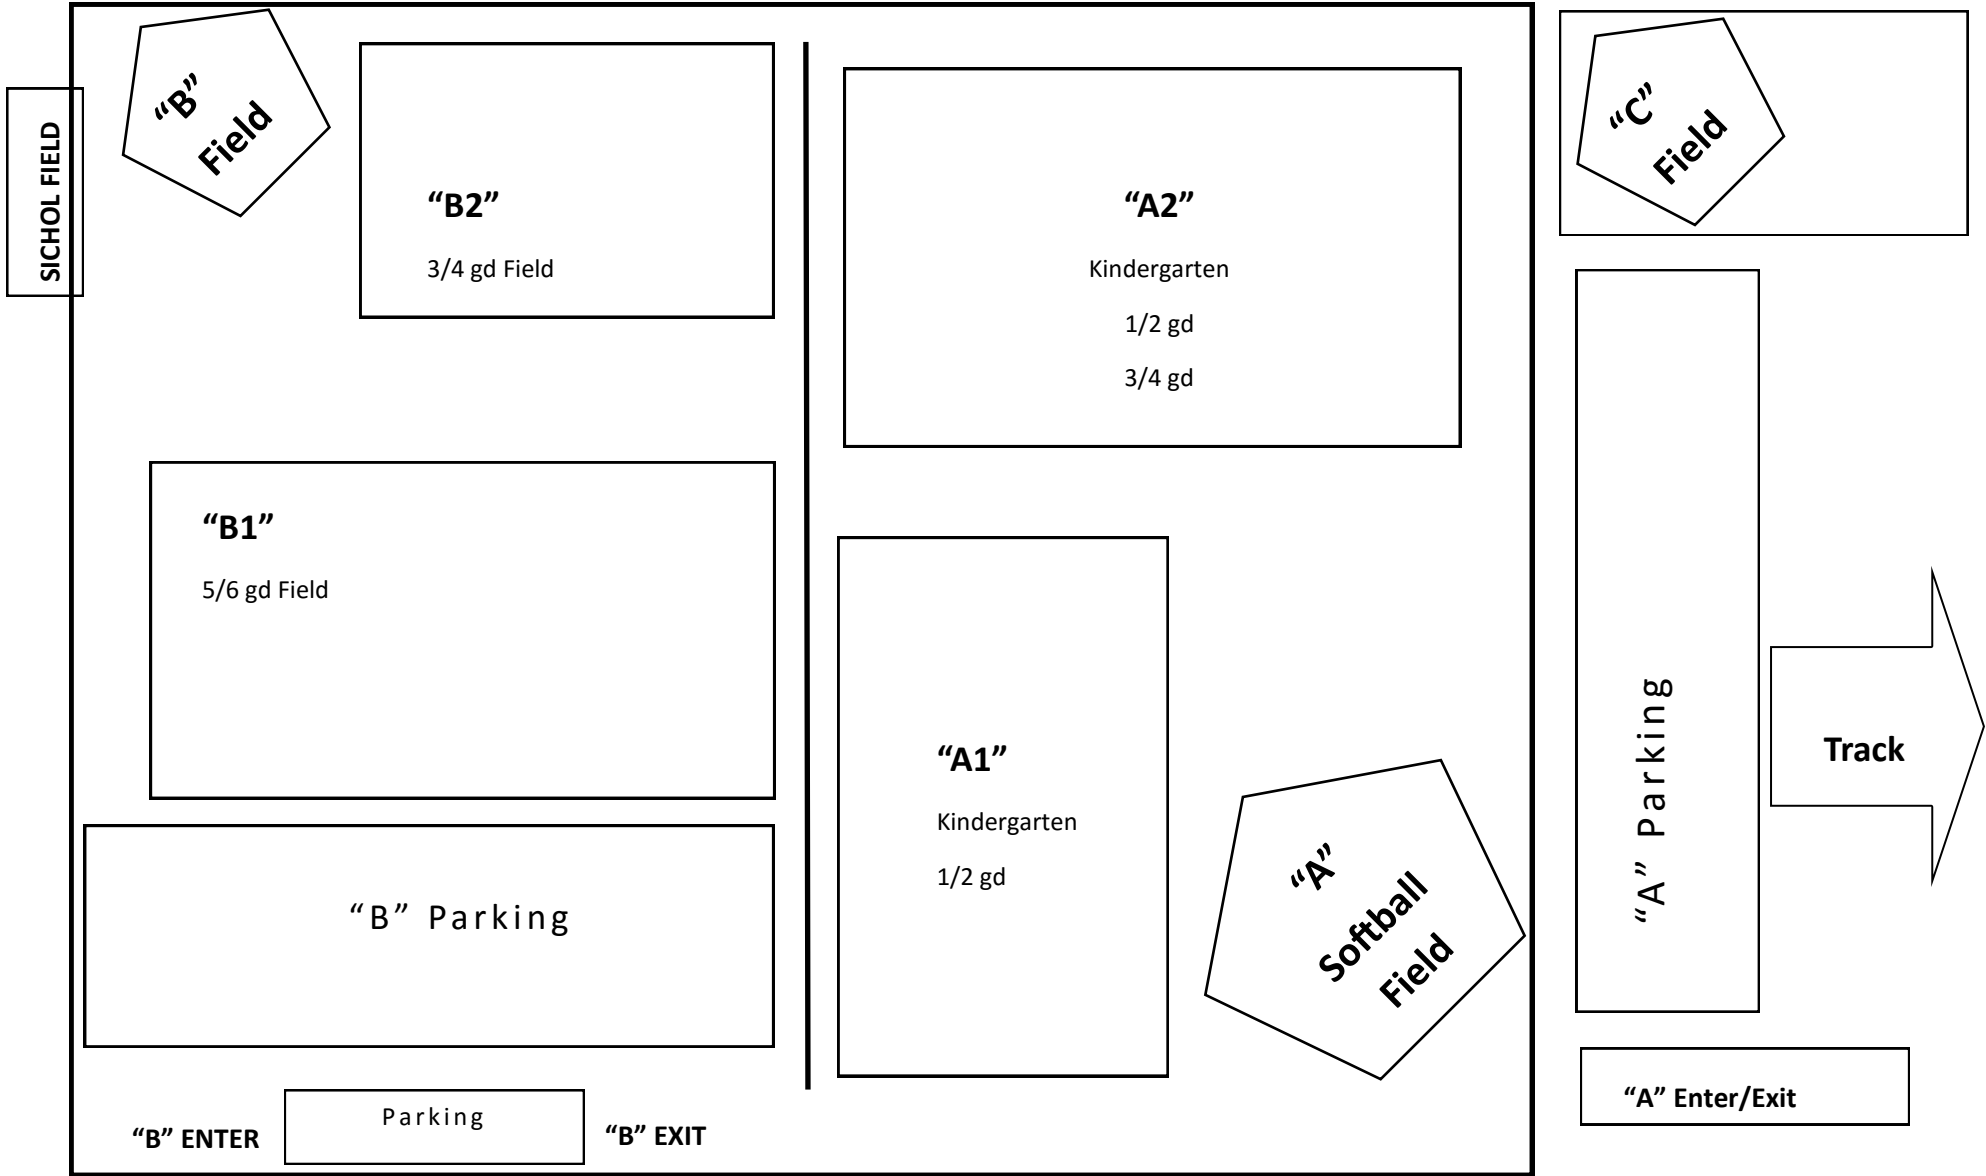 “B”
Field
SICHOL FIELD
“B2”
3/4 gd Field
“A2”
Kindergarten
1/2 gd
3/4 gd
“C”
Field
“B1”
5/6 gd Field
“A1”
Kindergarten
1/2 gd
“A”
Softball
Field
“A” Parking
Track
“B” Parking
“B” ENTER
Parking
“B” EXIT
“A” Enter/Exit